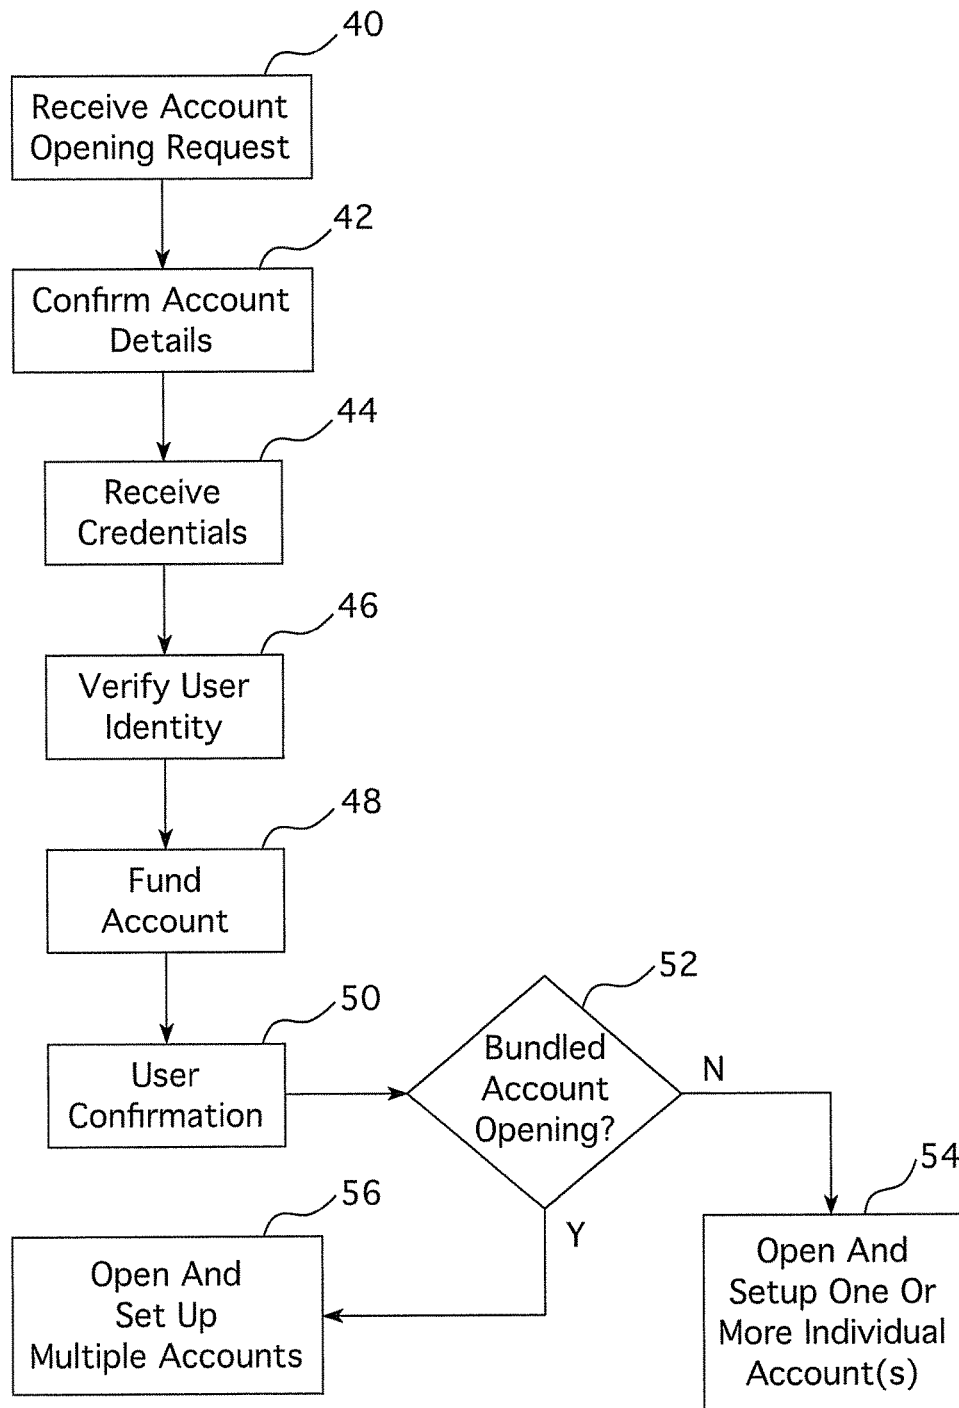 40
Receive Account
Opening Request
42
Confirm Account
Details
44
Receive
Credentials
46
Verify User
Identity
48
Fund
Account
50
User
Confirmation
52
Bundled
Account
Opening?
N
Y
54
Open And
Setup One Or
More Individual
Account(s)
56
Open And
Set Up
Multiple Accounts